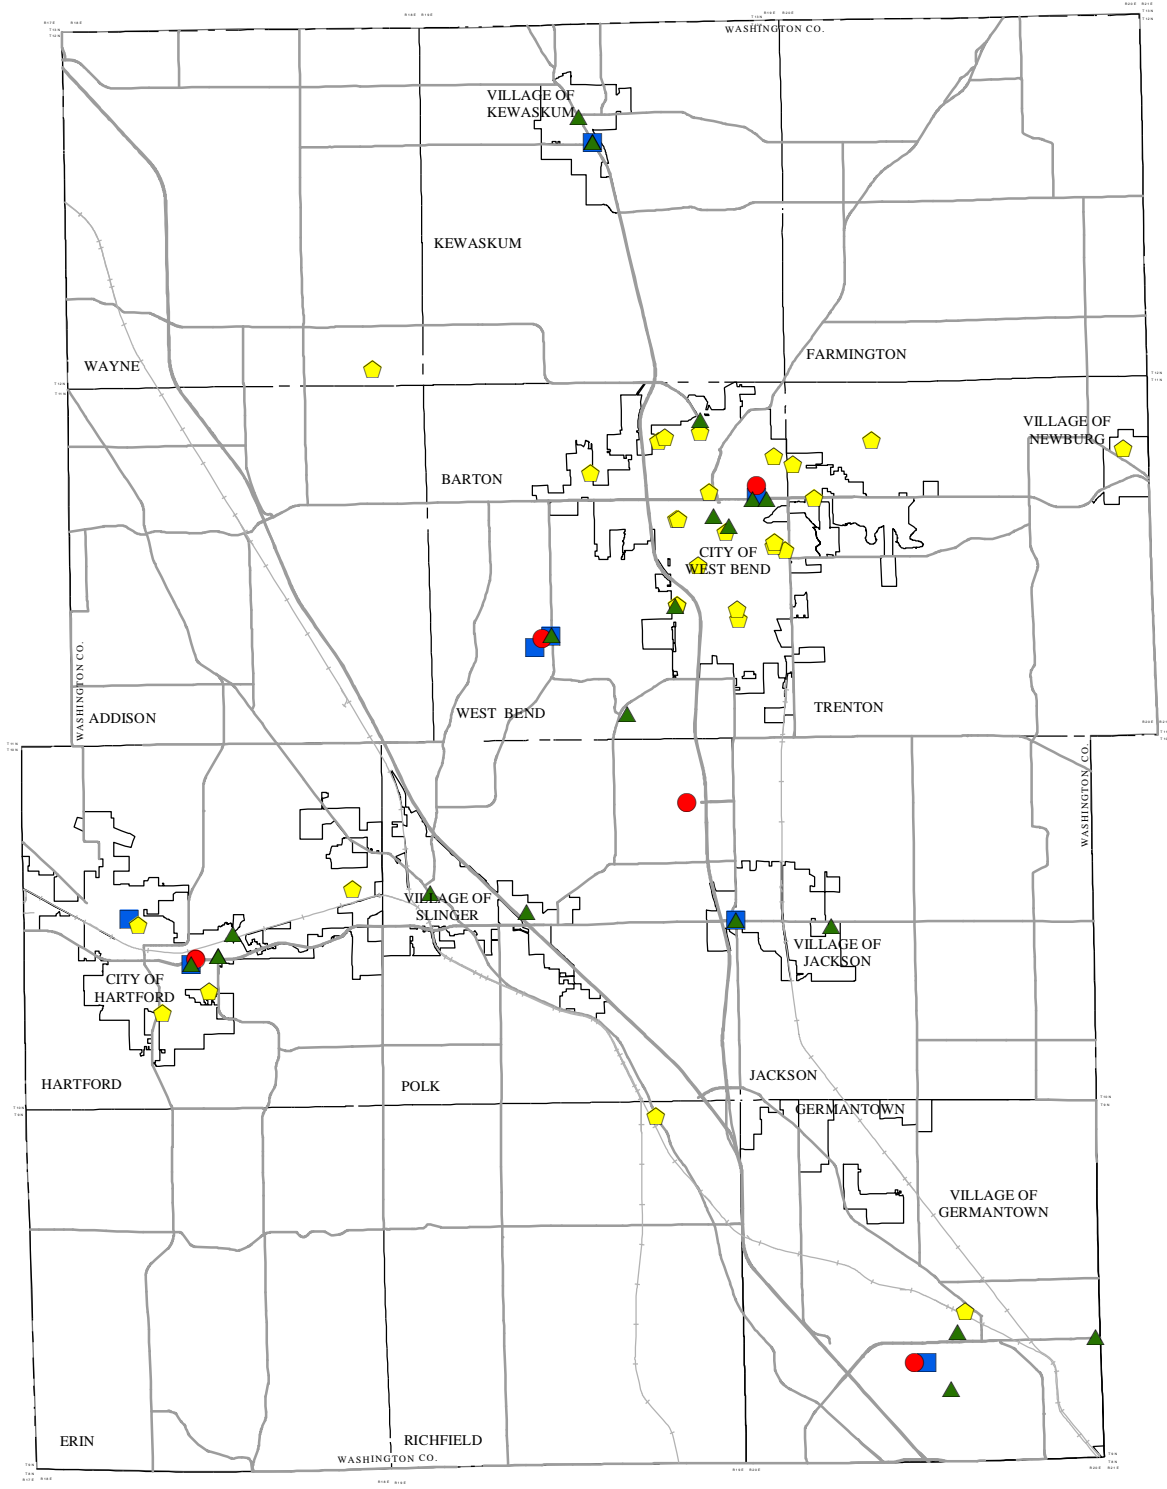 WASHINGTON CO.
VILLAGE OF
KEWASKUM
KEWASKUM
WAYNE
FARMINGTON
VILLAGE OF
NEWBURG
BARTON
CITY OF
WEST BEND
WASHINGTON CO.
ADDISON
WEST BEND
TRENTON
WASHINGTON CO.
VILLAGE OF
SLINGER
VILLAGE OF
JACKSON
CITY OF
HARTFORD
HARTFORD
POLK
JACKSON
GERMANTOWN
VILLAGE OF
GERMANTOWN
ERIN
RICHFIELD
WASHINGTON CO.